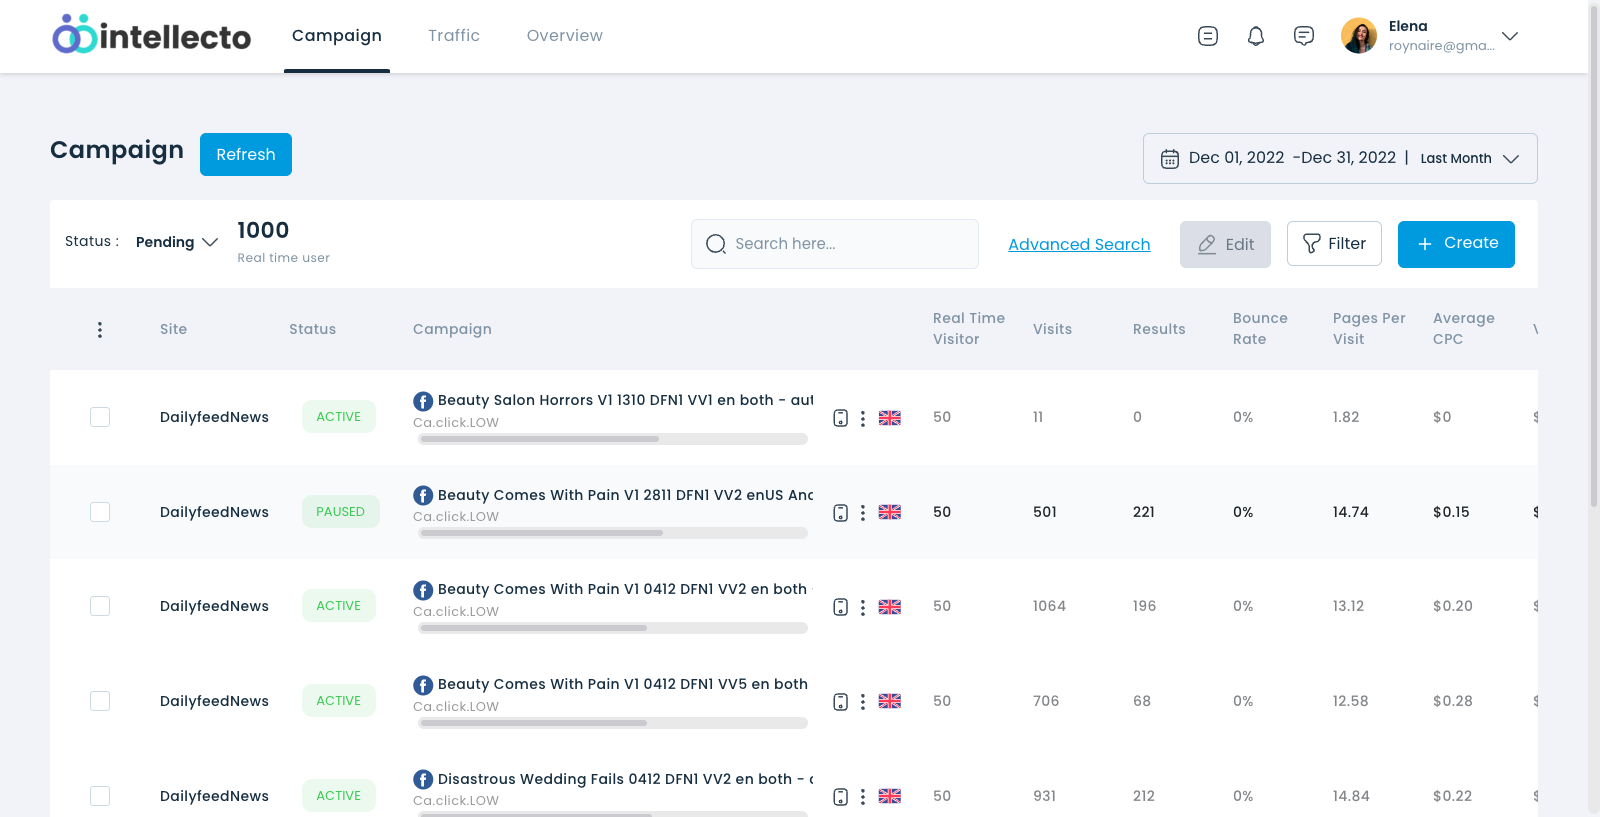 intellecto
Campaign
Traffic
Overview
Elena
roynaire@gma...
Campaign
Refresh
Dec 01, 2022 -Dec 31, 2022 | Last Month
Status :
Pending
1000
Real time user
Search here...
Advanced Search
Edit
Filter
+ Create
Site
Status
Campaign
Real Time Visitor
Visits
Results
Bounce Rate
Pages Per Visit
Average CPC
DailyfeedNews
ACTIVE
Beauty Salon Horrors V1 1310 DFN1 VV1 en both - aut
Ca.click.LOW
50
11
0
0%
1.82
$0
$
DailyfeedNews
PAUSED
Beauty Comes With Pain V1 2811 DFN1 VV2 enUS And
Ca.click.LOW
50
501
221
0%
14.74
$0.15
$
DailyfeedNews
ACTIVE
Beauty Comes With Pain V1 0412 DFN1 VV2 en both
Ca.click.LOW
50
1064
196
0%
13.12
$0.20
$
DailyfeedNews
ACTIVE
Beauty Comes With Pain V1 0412 DFN1 VV5 en both
Ca.click.LOW
50
706
68
0%
12.58
$0.28
$
DailyfeedNews
ACTIVE
Disastrous Wedding Fails 0412 DFN1 VV2 en both -
Ca.click.LOW
50
931
212
0%
14.84
$0.22
$